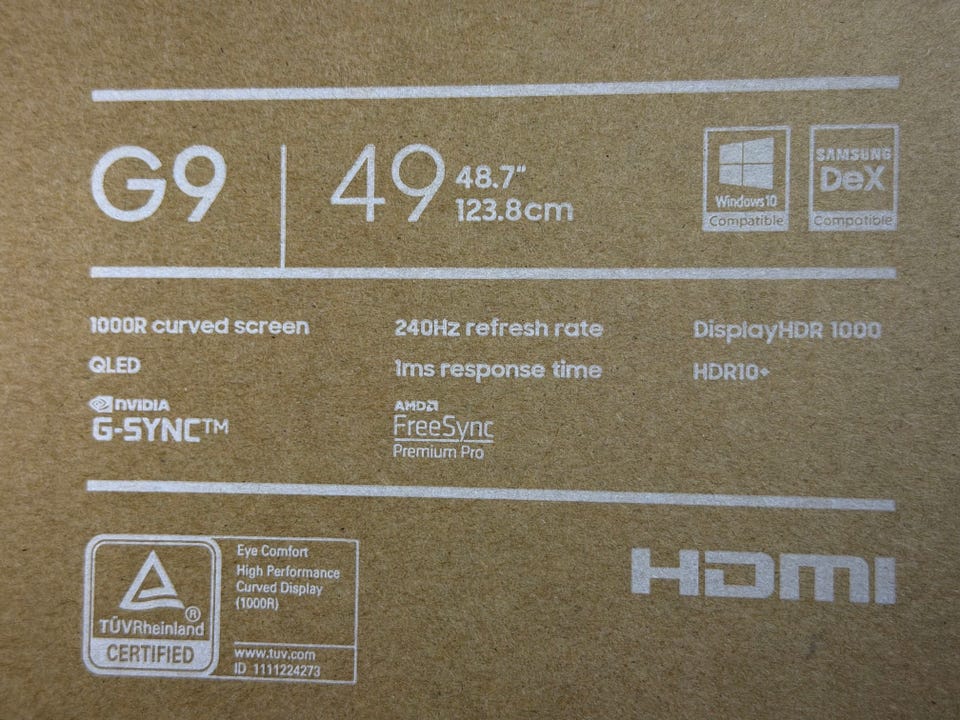 G9
49
48.7"
123.8cm
Windows 10
Compatible
SAMSUNG
DeX
Compatible
1000R curved screen
240Hz refresh rate
DisplayHDR 1000
QLED
1ms response time
HDR10+
NVIDIA
G-SYNC™
AMD
FreeSync
Premium Pro
TÜVRheinland®
CERTIFIED
Eye Comfort
High Performance
Curved Display
(1000R)
www.tuv.com
ID 1111224273
HDMI